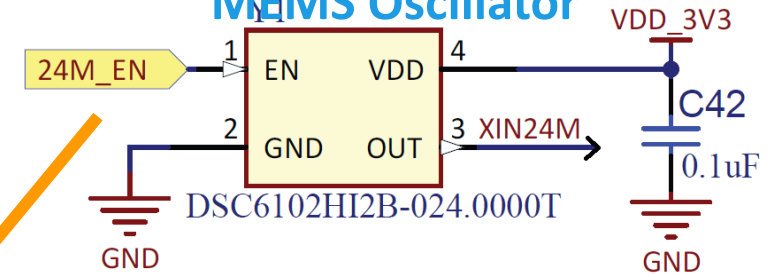 MEMS Oscillator
Y1
VDD_3V3
24M_EN
1
EN
VDD
4
C42
2
GND
OUT
3
XIN24M
0.1uF
DSC6102HI2B-024.0000T
GND
GND